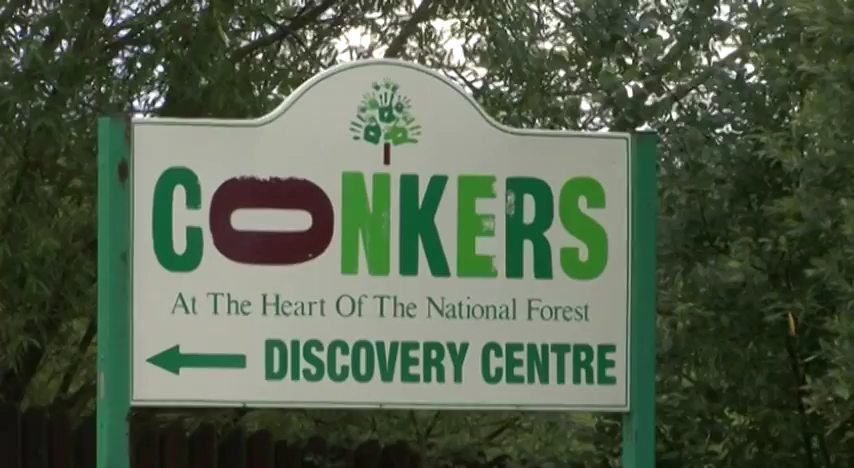 CONKERS
At The Heart Of The National Forest
DISCOVERY CENTRE